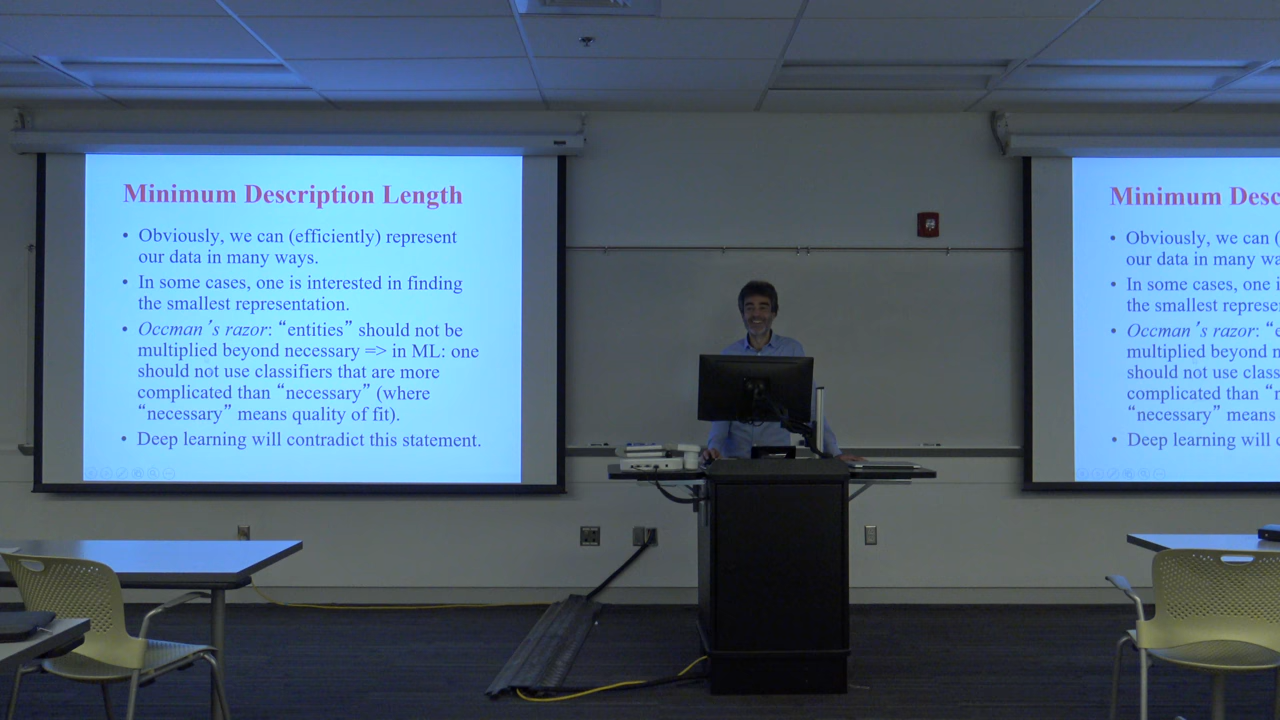 Minimum Description Length
• Obviously, we can (efficiently) represent
our data in many ways.
• In some cases, one is interested in finding
the smallest representation.
• Occman’s razor: “entities” should not be
multiplied beyond necessary => in ML: one
should not use classifiers that are more
complicated than “necessary” (where
“necessary” means quality of fit).
• Deep learning will contradict this statement.
Minimum Desc
• Obviously, we can (
our data in many wa
• In some cases, one i
the smallest represe
• Occman’s razor: “e
multiplied beyond n
should not use class
complicated than “n
“necessary” means
• Deep learning will c